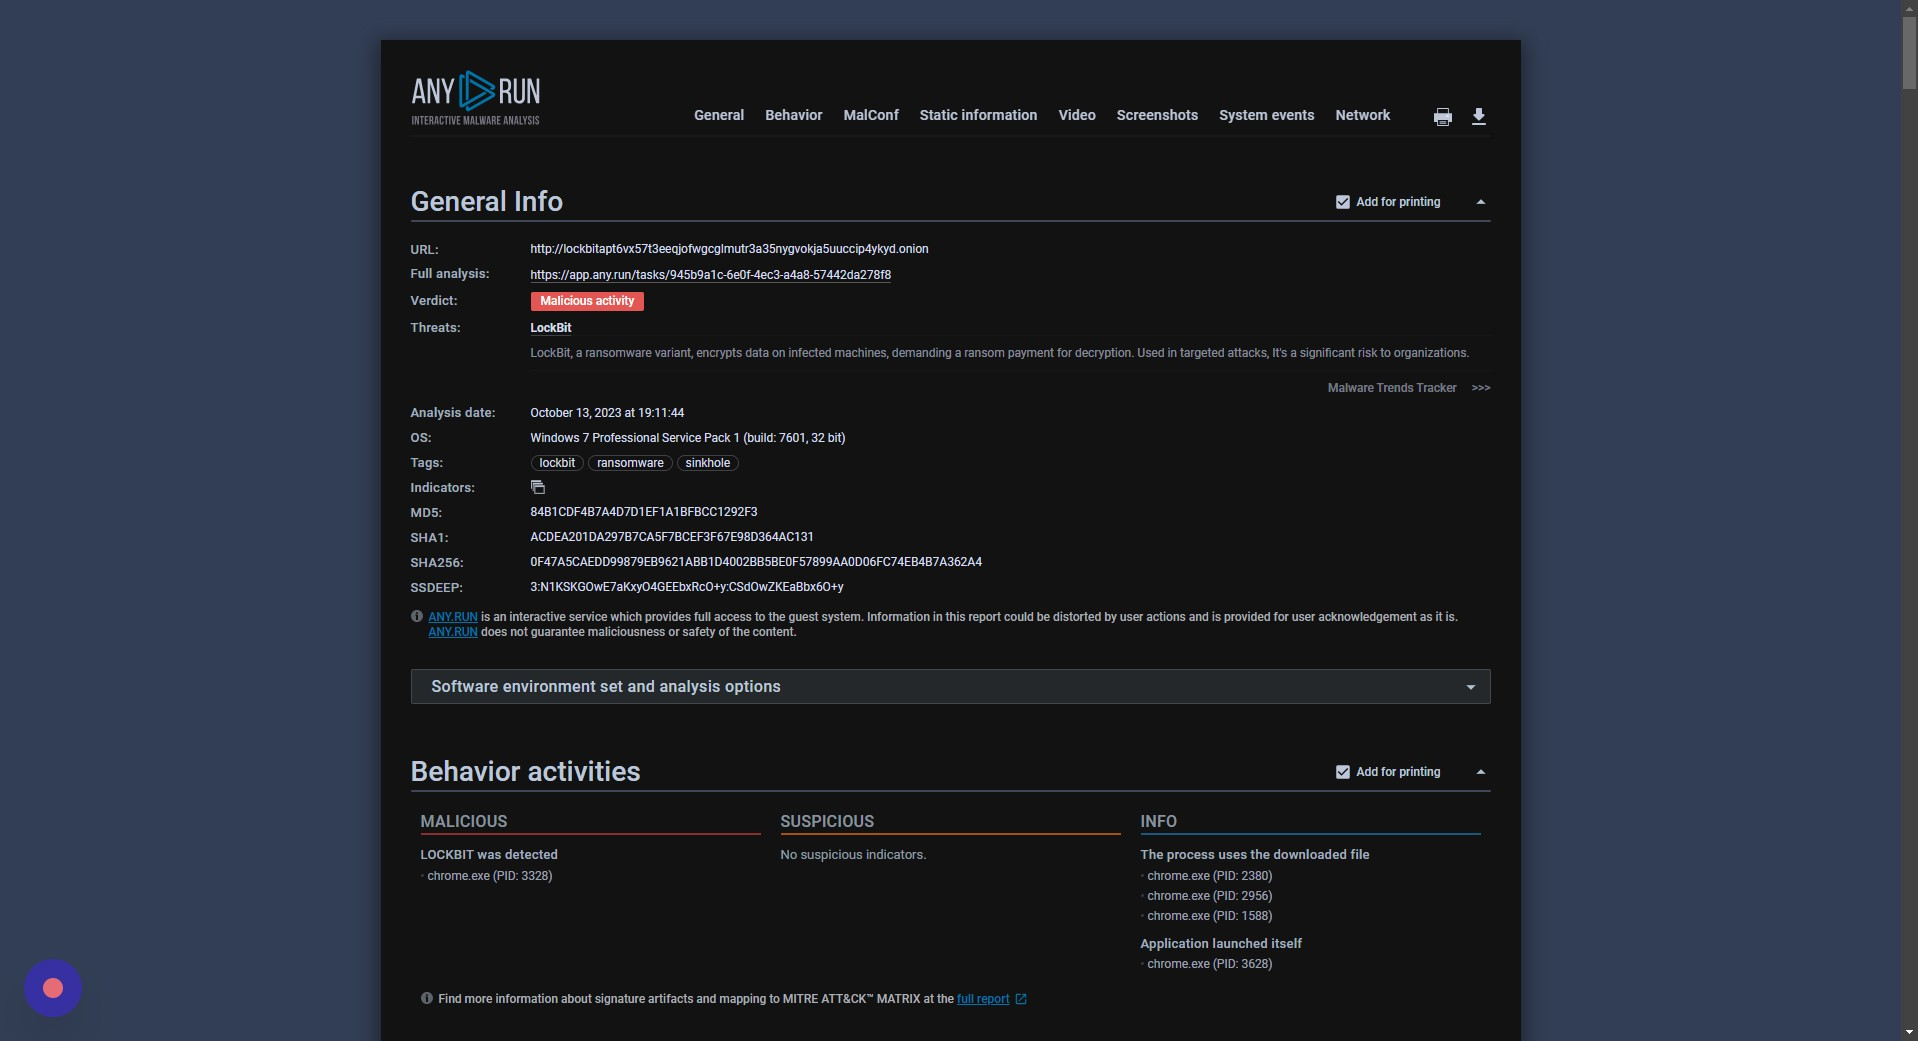 ANY RUN
INTERACTIVE MALWARE ANALYSIS
General Behavior MalConf Static information Video Screenshots System events Network
General Info
Add for printing
URL: http://lockbitapt6vx57t3eeqjofwgcglmutr3a35nygvokja5uuccip4ykyd.onion
Full analysis: https://app.any.run/tasks/945b9a1c-6e0f-4ec3-a4a8-57442da278f8
Verdict: Malicious activity
Threats: LockBit
LockBit, a ransomware variant, encrypts data on infected machines, demanding a ransom payment for decryption. Used in targeted attacks, It's a significant risk to organizations.
Malware Trends Tracker >>>
Analysis date: October 13, 2023 at 19:11:44
OS: Windows 7 Professional Service Pack 1 (build: 7601, 32 bit)
Tags: lockbit ransomware sinkhole
Indicators:
MD5: 84B1CDF4B7A4D7D1EF1A1BFBCC1292F3
SHA1: ACDEA201DA297B7CA5F7BCEF3F67E98D364AC131
SHA256: 0F47A5CAEDD99879EB9621ABB1D4002BB5BE0F57899AA0D06FC74EB4B7A362A4
SSDEEP: 3:N1KSKGOwE7aKxyO4GEEbxRcO+y:CSdOwZKEaBbx6O+y
ANY.RUN is an interactive service which provides full access to the guest system. Information in this report could be distorted by user actions and is provided for user acknowledgement as it is.
ANY.RUN does not guarantee maliciousness or safety of the content.
Software environment set and analysis options
Behavior activities
Add for printing
MALICIOUS
LOCKBIT was detected
• chrome.exe (PID: 3328)
SUSPICIOUS
No suspicious indicators.
INFO
The process uses the downloaded file
• chrome.exe (PID: 2380)
• chrome.exe (PID: 2956)
• chrome.exe (PID: 1588)
Application launched itself
• chrome.exe (PID: 3628)
Find more information about signature artifacts and mapping to MITRE ATT&CK™ MATRIX at the full report